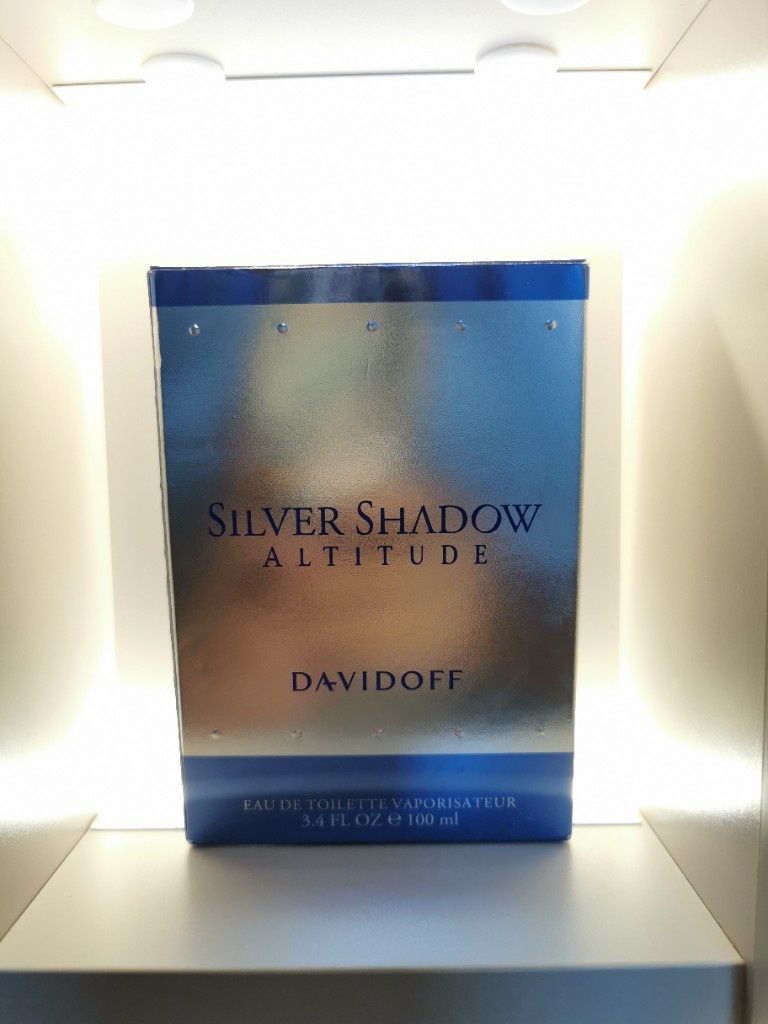 SILVER SHADOW
ALTITUDE
DAVIDOFF
EAU DE TOILETTE VAPORISATEUR
3.4 FL. OZ ℮ 100 ml